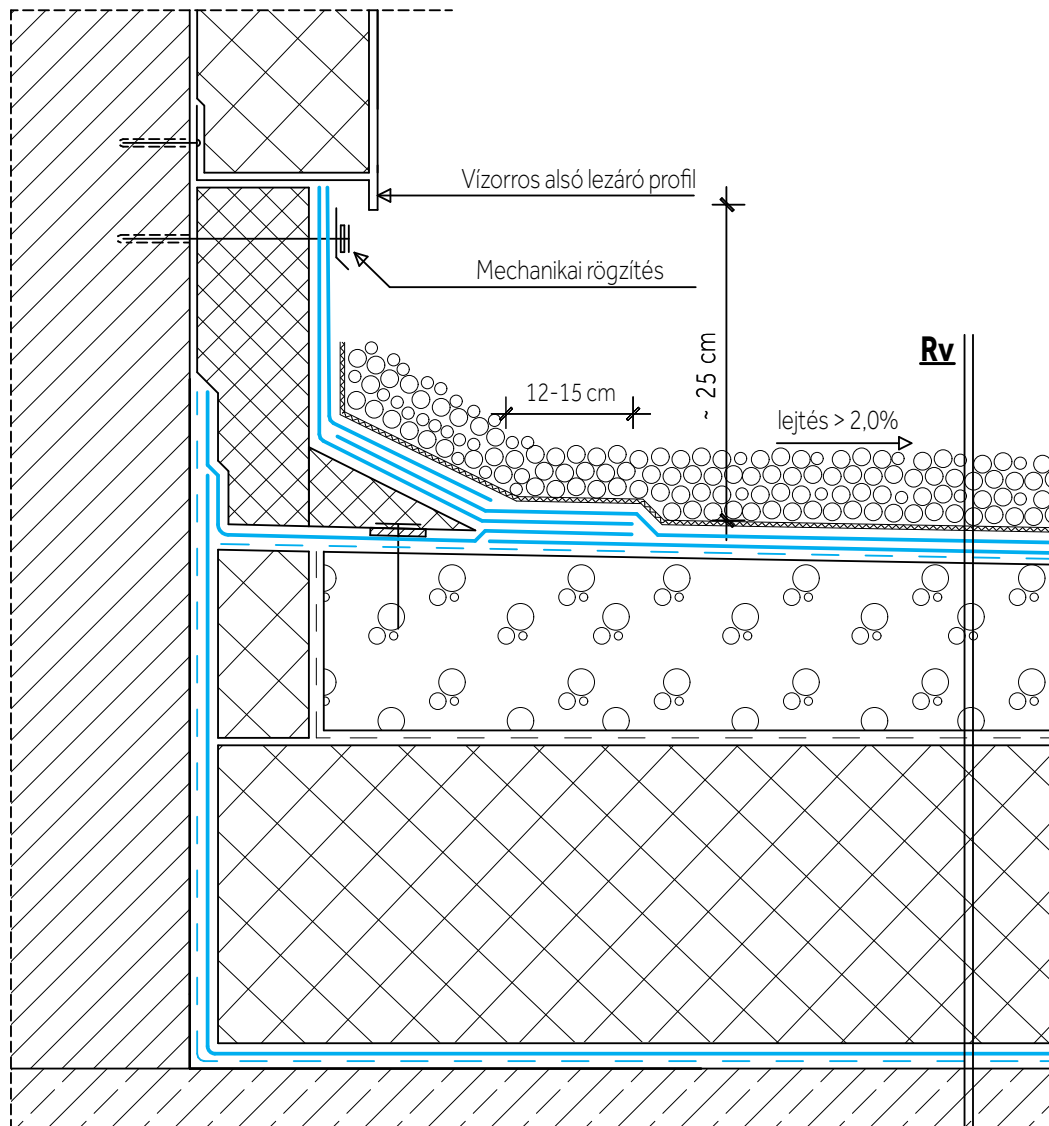 Vízorros alsó lezáró profil
Mechanikai rögzítés
~ 25 cm
Rv
12-15 cm
lejtés > 2,0%